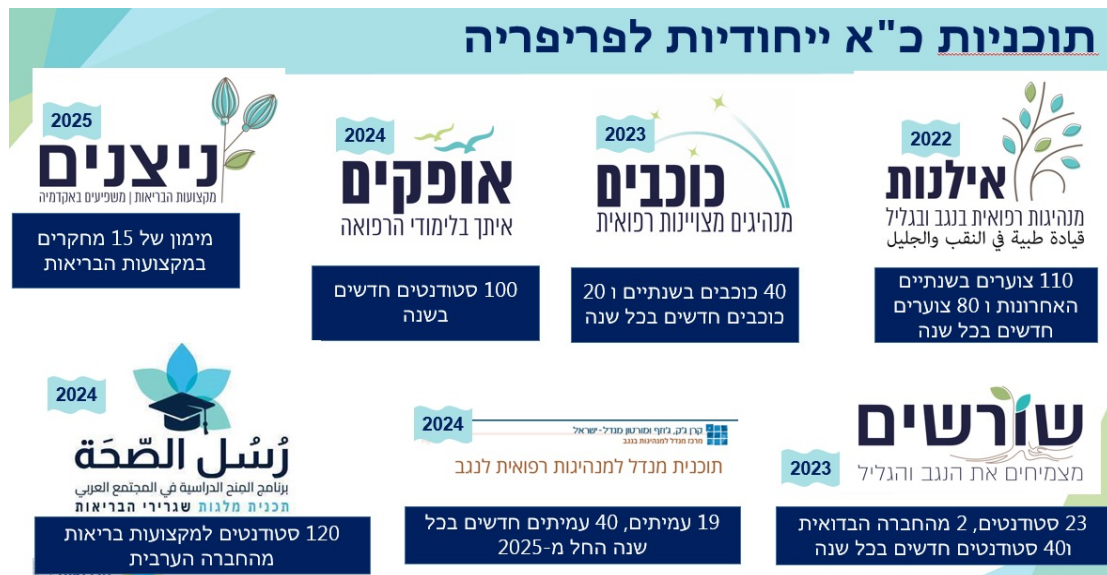 תוכניות כ"א ייחודיות לפריפריה
2022
אילנות
מנהיגות רפואית בנגב ובגליל
قيادة طبية في النقب والجليل
110 צוערים בשנתיים
האחרונות ו 80 צוערים
חדשים בכל שנה
2023
כוכבים
מנהיגים מצויינות רפואית
40 כוכבים בשנתיים ו 20
כוכבים חדשים בכל שנה
2024
אופקים
איתך בלימודי הרפואה
100 סטודנטים חדשים
בשנה
2025
ניצנים
מקצועות הבריאות | משפיעים באקדמיה
מימון של 15 מחקרים
במקצועות הבריאות
שורשים
2023
מצמיחים את הנגב והגליל
23 סטודנטים, 2 מהחברה הבדואית
ו40 סטודנטים חדשים בכל שנה
2024
קרן ג'ק, ג'וזף ומורטון מנדל - ישראל
מרכז מנדל למנהיגות בנגב
תוכנית מנדל למנהיגות רפואית לנגב
19 עמיתים, 40 עמיתים חדשים בכל
שנה החל מ-2025
2024
رُسُل الصّحَة
برنامج المنح الدراسية في المجتمع العربي
תכנית מלגות שגרירי הבריאות
120 סטודנטים למקצועות בריאות
מהחברה הערבית